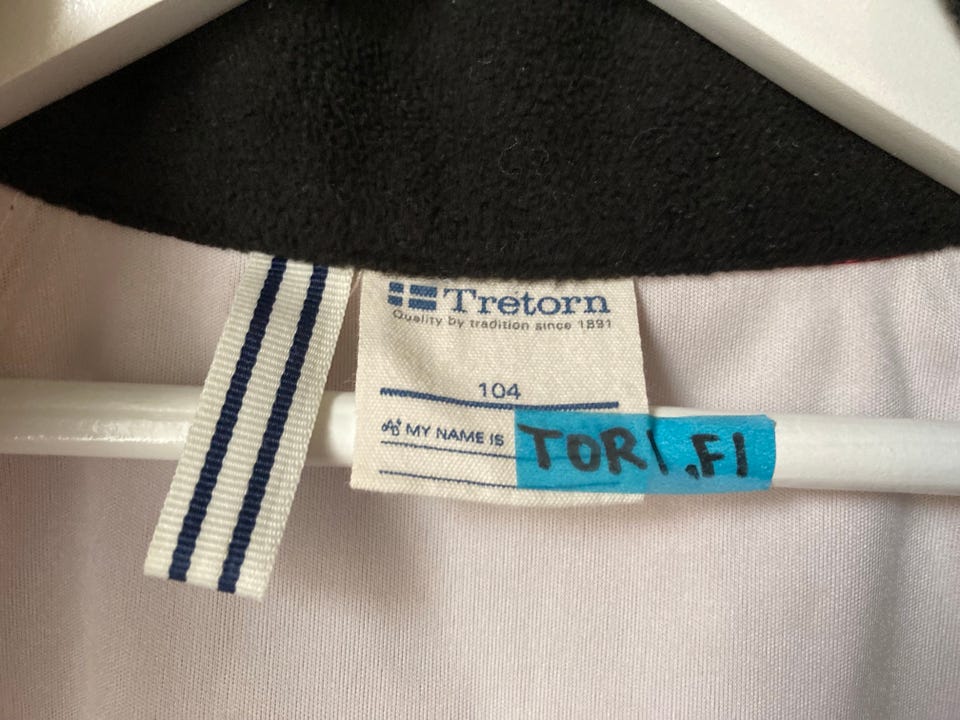 Tretorn
Quality by tradition since 1891
104
MY NAME IS TORI.FI